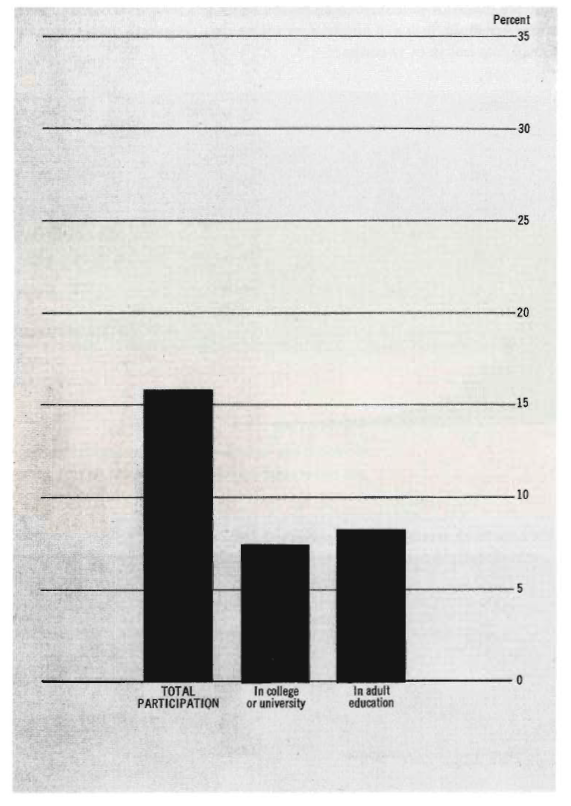 Percent
35
30
25
20
15
10
5
0
TOTAL
PARTICIPATION
In college
or university
In adult
education